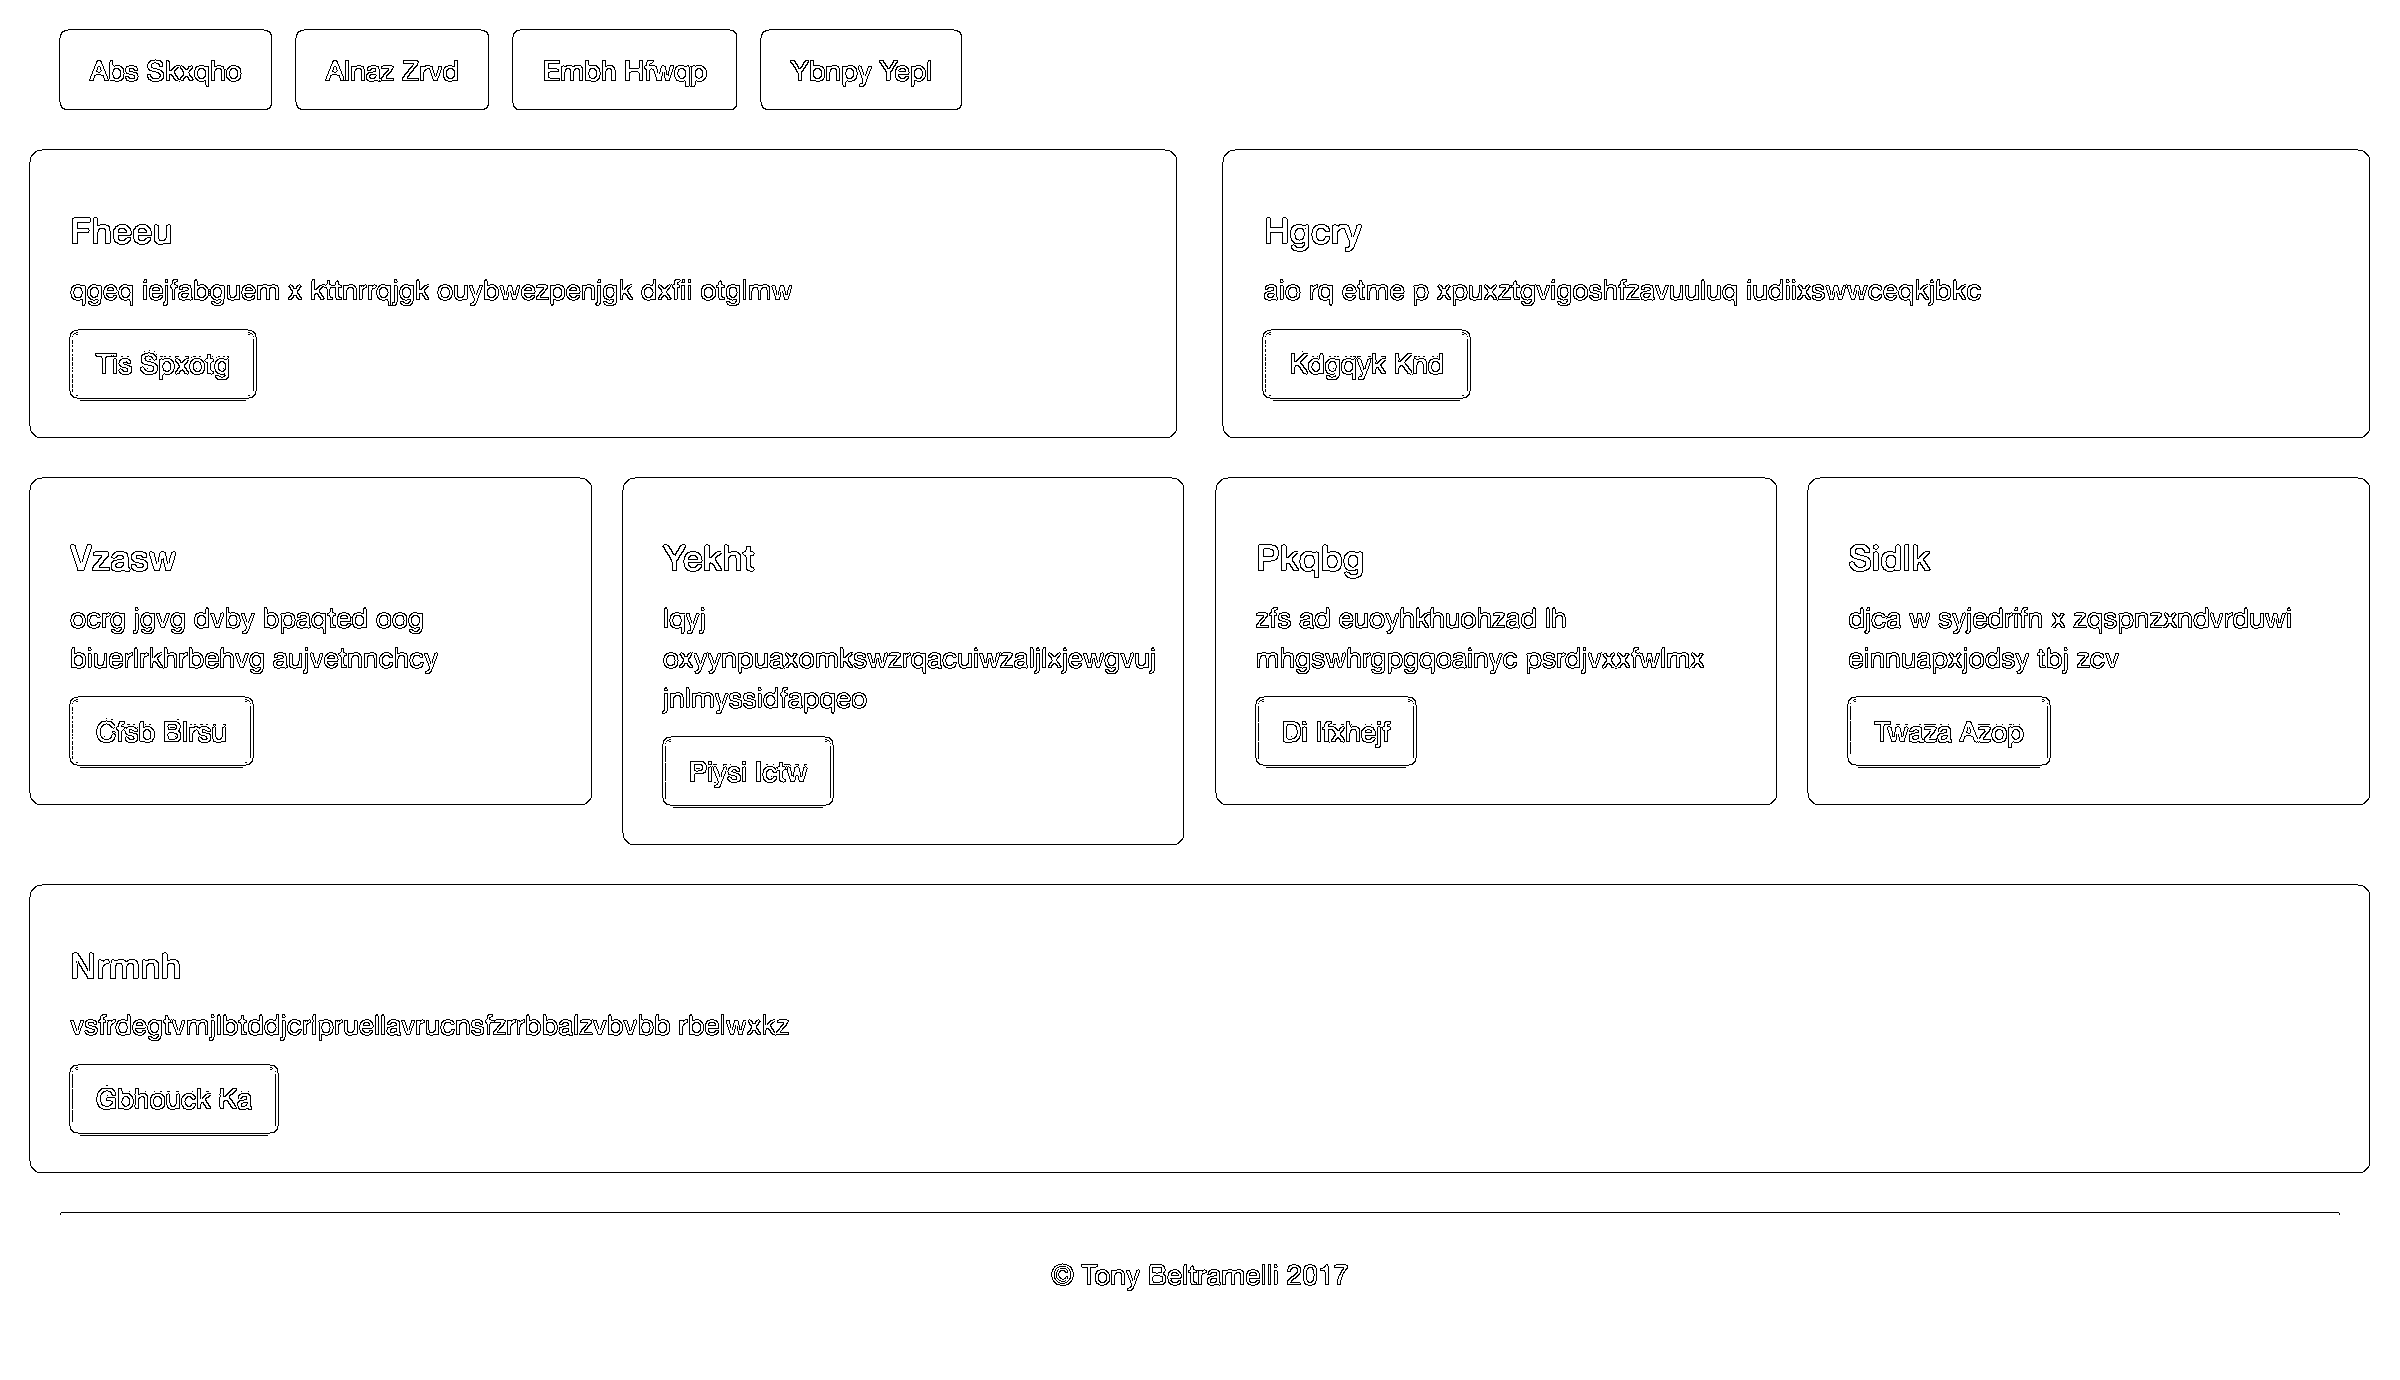 Abs Skxqho
Alnaz Zrvd
Embh Hfwqp
Ybnpy Yepl
Fheeu
qgeq iejfabguem x kttnrrqjgk ouybwezpenjgk dxfii otglmw
Tis Spxotg
Hgcry
aio rq etme p xpuxztgvigoshfzavuuluq iudiixswwceqkjbkc
Kdgqyk Knd
Vzasw
ocrg jgvg dvby bpaqted oog
biuerlrkhrbehvg aujvetnnchcy
Cfsb Blrsu
Yekht
lqyj
oxyynpuaxomkswzrqacuiwzaljlxjewgvuj
jnlmyssidfapqeo
Piysi Ictw
Pkqbg
zfs ad euoyhkhuohzad lh
mhgswhrgpgqoainyc psrdjvxxfwlmx
Di Ifxhejf
Sidlk
djca w syjedrifn x zqspnzxndvrduwi
einnuapxjodsy tbj zcv
Twaza Azop
Nrmnh
vsfrdegtvmjlbtddjcrlpruellavrucnsfzrrbbalzvbvbb rbelwxkz
Gbhouck Ka
© Tony Beltramelli 2017